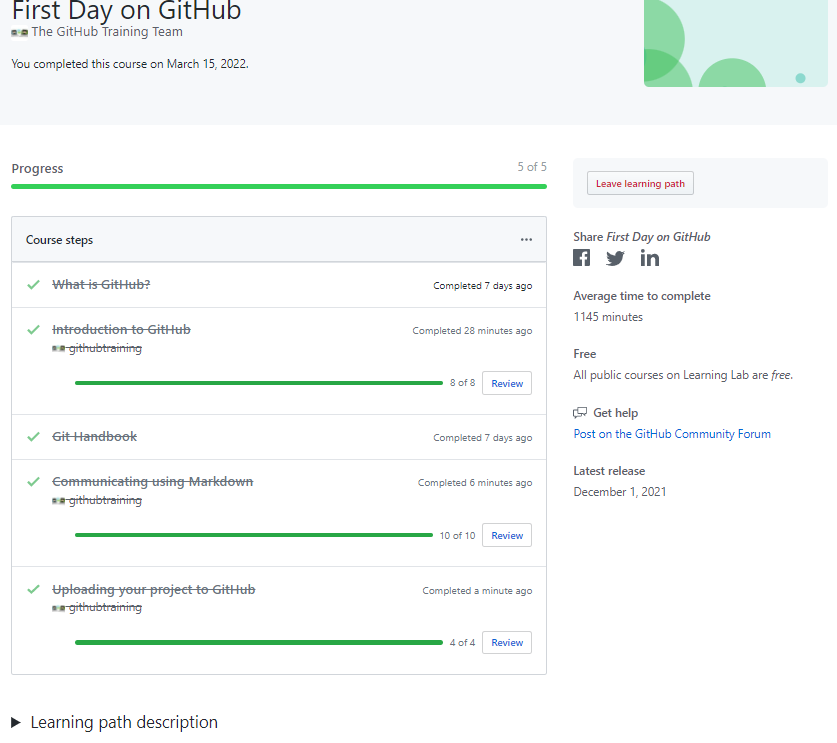 First Day on GitHub
The GitHub Training Team
You completed this course on March 15, 2022.
Progress
5 of 5
Course steps
What is GitHub?
Completed 7 days ago
Introduction to GitHub
Completed 28 minutes ago
githubtraining
8 of 8
Review
Git Handbook
Completed 7 days ago
Communicating using Markdown
Completed 6 minutes ago
githubtraining
10 of 10
Review
Uploading your project to GitHub
Completed a minute ago
githubtraining
4 of 4
Review
Learning path description
Leave learning path
Share First Day on GitHub
Average time to complete
1145 minutes
Free
All public courses on Learning Lab are free.
Get help
Post on the GitHub Community Forum
Latest release
December 1, 2021